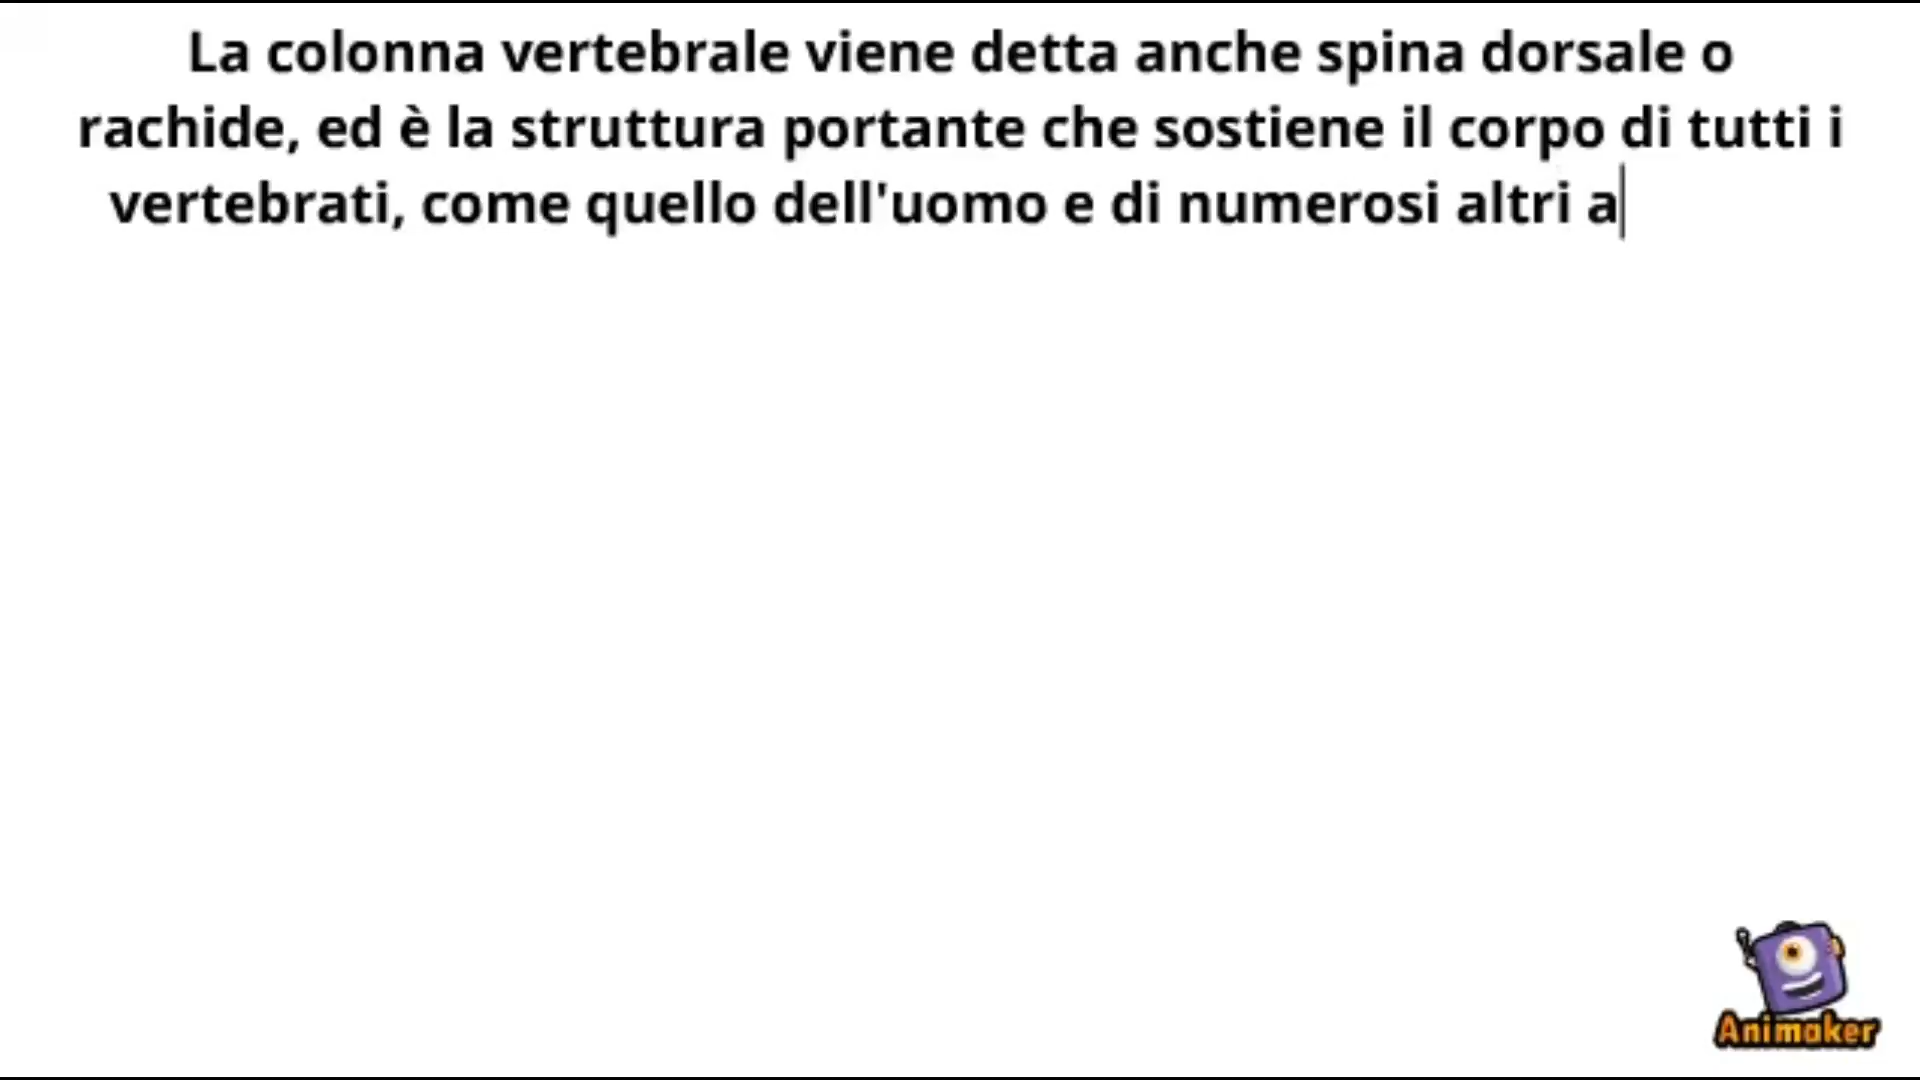 La colonna vertebrale viene detta anche spina dorsale o
rachide, ed è la struttura portante che sostiene il corpo di tutti i
vertebrati, come quello dell'uomo e di numerosi altri a
Animaker